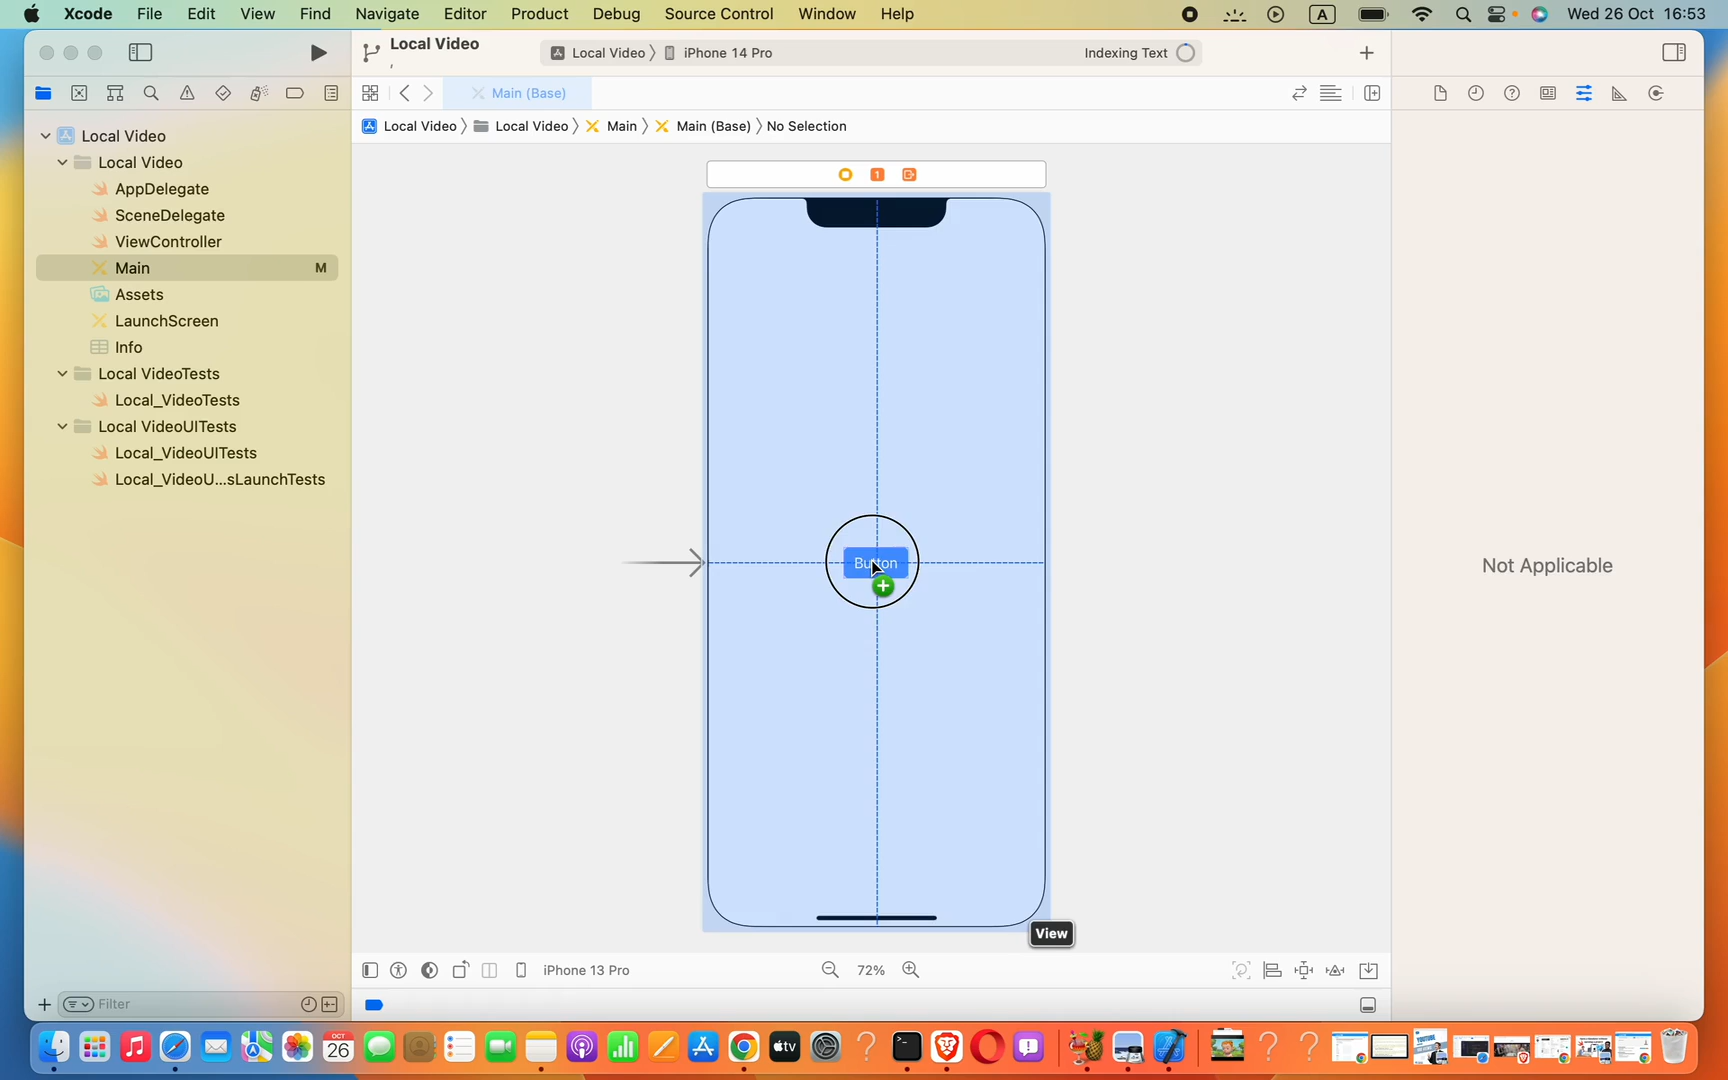 Xcode File Edit View Find Navigate Editor Product Debug Source Control Window Help A Wed 26 Oct 16:53
Local Video
Local Video iPhone 14 Pro Indexing Text
Main (Base)
Local Video Local Video Main Main (Base) No Selection
Local Video
Local Video
AppDelegate
SceneDelegate
ViewController
Main M
Assets
LaunchScreen
Info
Local VideoTests
Local_VideoTests
Local VideoUITests
Local_VideoUITests
Local_VideoU...sLaunchTests
1
Button
Not Applicable
View
iPhone 13 Pro 72%
Filter
OCT
26
tv